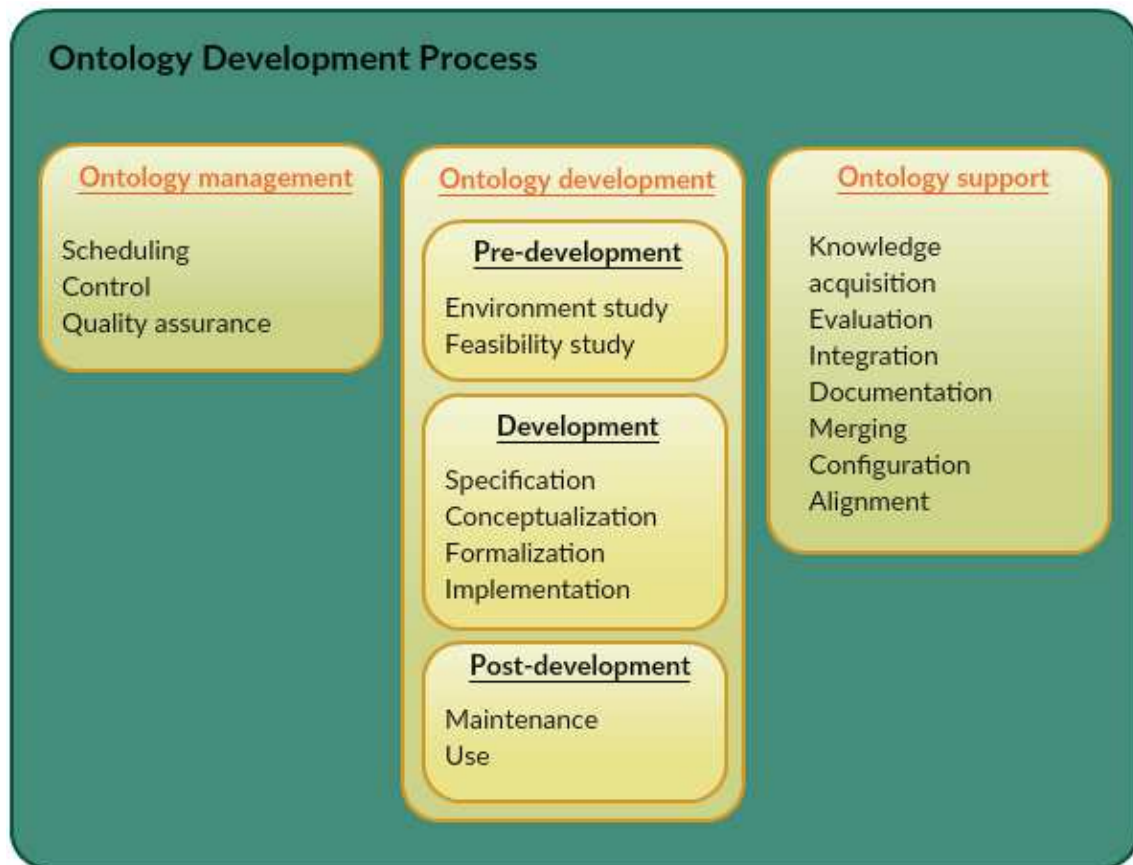 Ontology Development Process
Ontology management
Scheduling
Control
Quality assurance
Ontology development
Pre-development
Environment study
Feasibility study
Development
Specification
Conceptualization
Formalization
Implementation
Post-development
Maintenance
Use
Ontology support
Knowledge
acquisition
Evaluation
Integration
Documentation
Merging
Configuration
Alignment